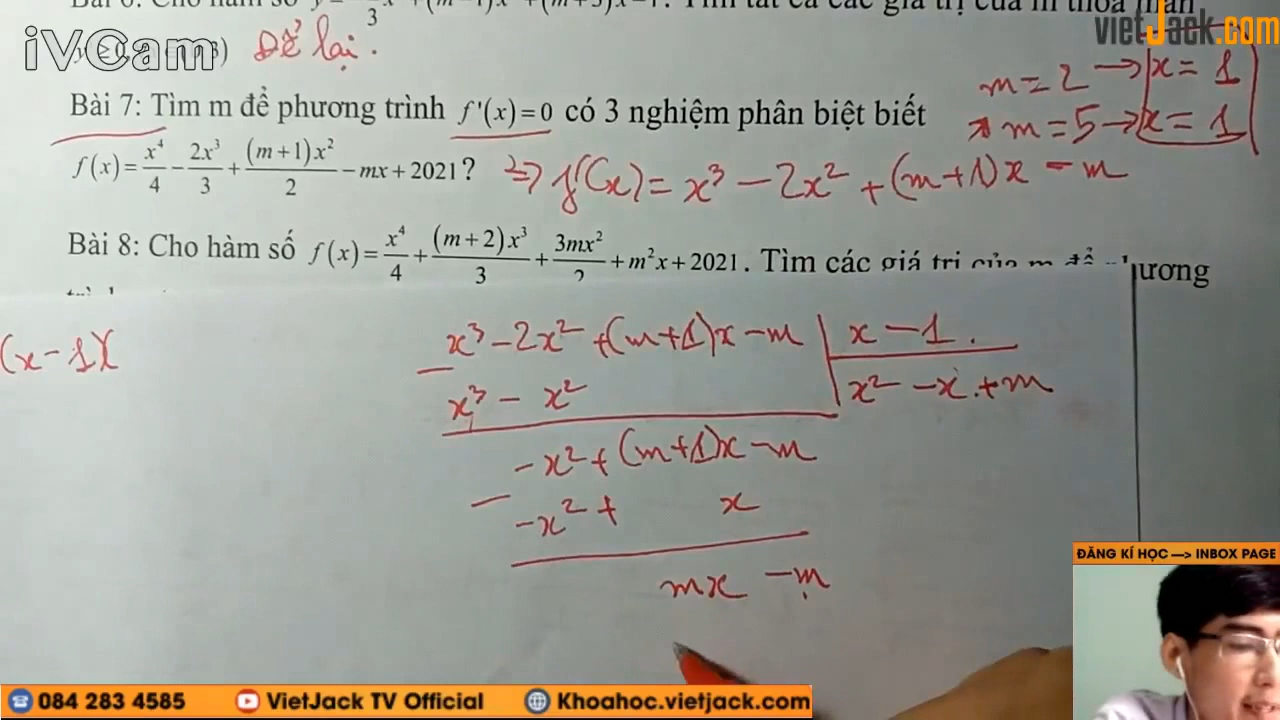 iVCam
vietJack.com
3
Để lại.
m = 2 → x = 1
m = 5 → x = 1
Bài 7: Tìm m để phương trình f'(x)=0 có 3 nghiệm phân biệt biết
f(x)= x⁴/4 − 2x³/3 + (m+1)x²/2 − mx + 2021? => f'(x) = x³ − 2x² + (m+1)x − m
Bài 8: Cho hàm số f(x)= x⁴/4 + (m+2)x³/3 + 3mx²/2 + m²x + 2021. Tìm các giá trị của m để phương
(x − 1)(
x³ − 2x² + (m+1)x − m | x − 1
− x³ − x² | x² − x + m
−x² + (m+1)x − m
− −x² + x
mx − m
ĐĂNG KÍ HỌC —> INBOX PAGE
084 283 4585 VietJack TV Official Khoahoc.vietjack.com